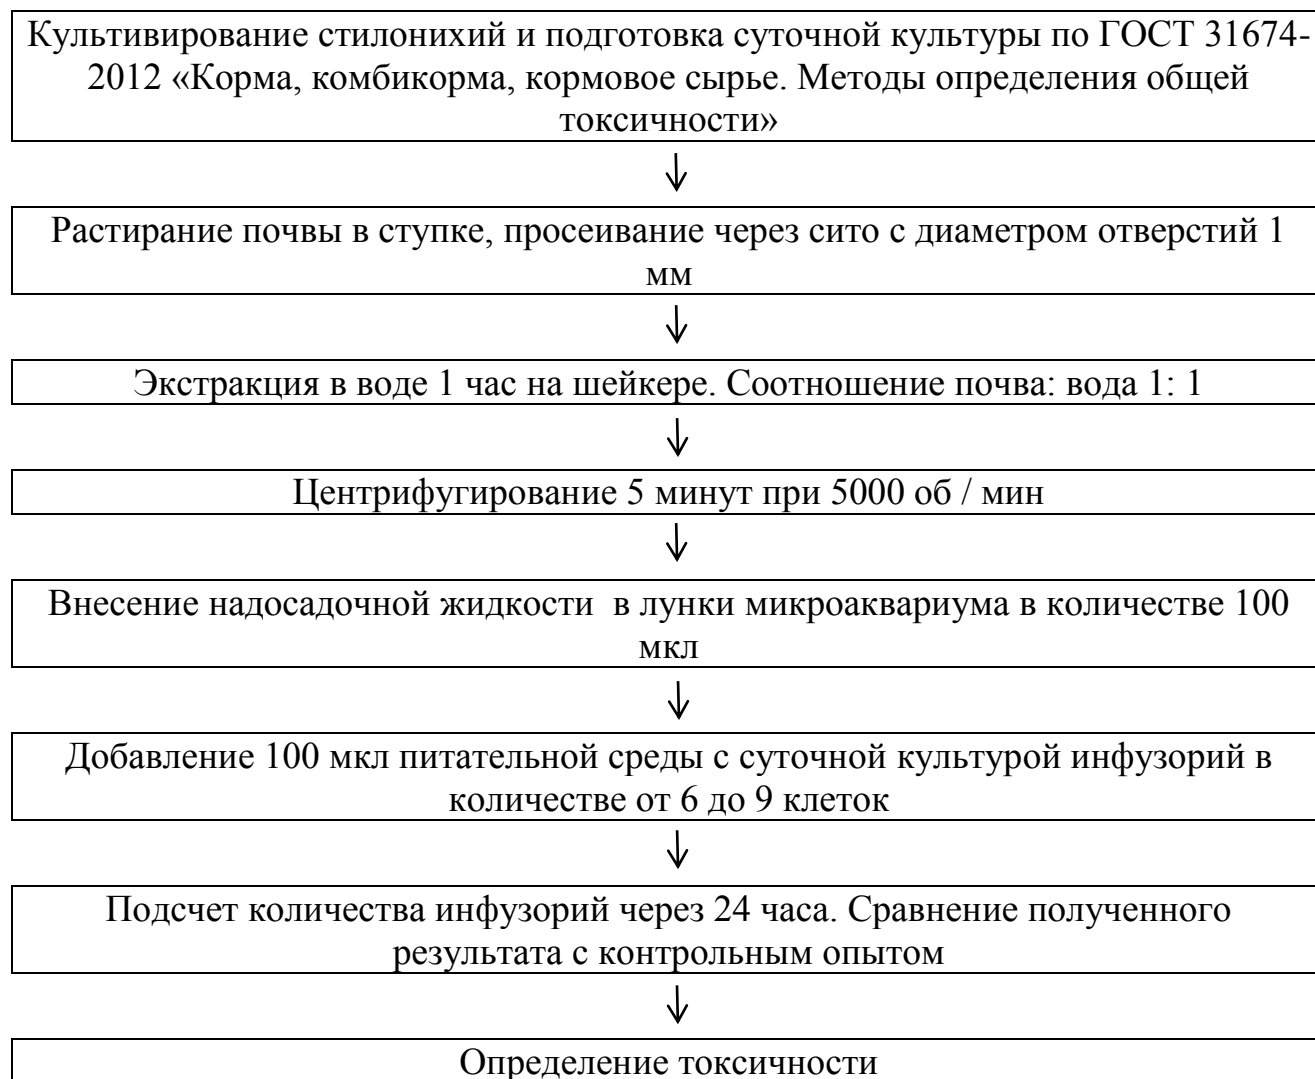 Культивирование стилонихий и подготовка суточной культуры по ГОСТ 31674-
2012 «Корма, комбикорма, кормовое сырье. Методы определения общей
токсичности»
Растирание почвы в ступке, просеивание через сито с диаметром отверстий 1
мм
Экстракция в воде 1 час на шейкере. Соотношение почва: вода 1: 1
Центрифугирование 5 минут при 5000 об / мин
Внесение надосадочной жидкости  в лунки микроаквариума в количестве 100
мкл
Добавление 100 мкл питательной среды с суточной культурой инфузорий в
количестве от 6 до 9 клеток
Подсчет количества инфузорий через 24 часа. Сравнение полученного
результата с контрольным опытом
Определение токсичности